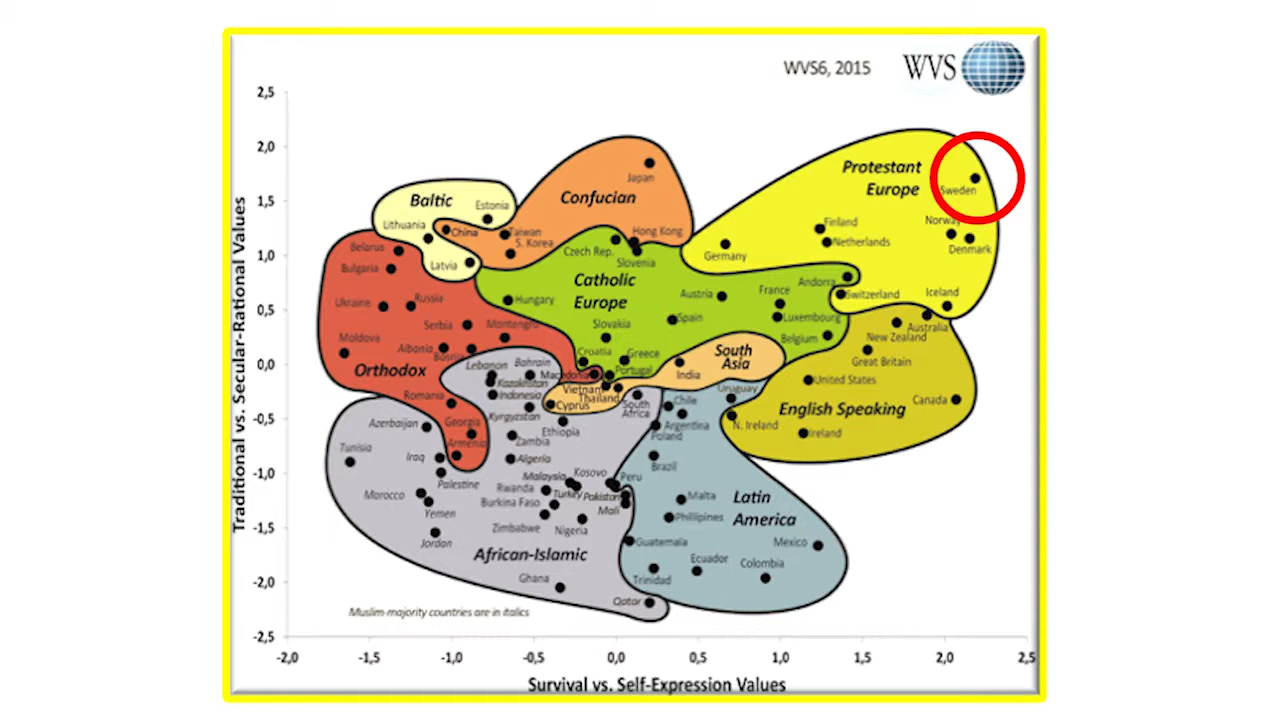 WVS6, 2015
WVS
2,5
2,0
1,5
1,0
0,5
0,0
-0,5
-1,0
-1,5
-2,0
-2,5
Traditional vs. Secular-Rational Values
Protestant
Europe
Sweden
Finland
Netherlands
Norway
Denmark
Germany
Iceland
Switzerland
Confucian
Japan
Hong Kong
Taiwan
S. Korea
China
Baltic
Estonia
Lithuania
Latvia
Catholic
Europe
Czech Rep.
Slovenia
Andorra
Austria
France
Hungary
Spain
Luxembourg
Slovakia
Belgium
Croatia
Greece
Portugal
Orthodox
Belarus
Bulgaria
Ukraine
Russia
Serbia
Montengro
Moldova
Albania
Bosnia
Macedonia
Romania
Georgia
Armenia
South
Asia
India
Vietnam
Thailand
Cyprus
English Speaking
Australia
New Zealand
Great Britain
United States
Canada
N. Ireland
Ireland
Latin
America
Uruguay
Chile
Argentina
Poland
Brazil
Peru
Malta
Phillipines
Guatemala
Mexico
Ecuador
Colombia
Trinidad
African-Islamic
Lebanon
Bahrain
Kazakhstan
Indonesia
Kyrgyzstan
South
Africa
Ethiopia
Azerbaijan
Zambia
Tunisia
Iraq
Algeria
Palestine
Malaysia
Kosovo
Morocco
Rwanda
Turkey
Pakistan
Burkina Faso
Mali
Yemen
Zimbabwe
Nigeria
Jordan
Ghana
Qatar
Muslim-majority countries are in italics
-2,0 -1,5 -1,0 -0,5 0,0 0,5 1,0 1,5 2,0 2,5
Survival vs. Self-Expression Values